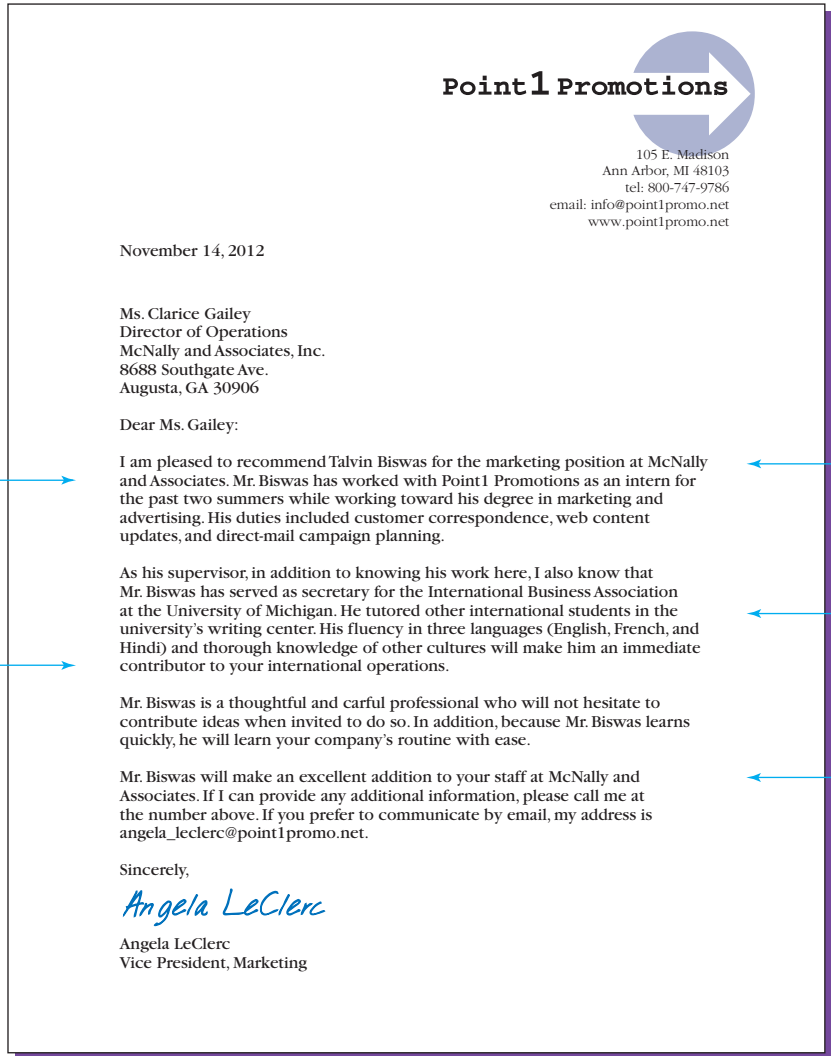 Point1 Promotions
105 E. Madison
Ann Arbor, MI 48103
tel: 800-747-9786
email: info@point1promo.net
www.point1promo.net
November 14, 2012
Ms. Clarice Gailey
Director of Operations
McNally and Associates, Inc.
8688 Southgate Ave.
Augusta, GA 30906
Dear Ms. Gailey:
I am pleased to recommend Talvin Biswas for the marketing position at McNally
and Associates. Mr. Biswas has worked with Point1 Promotions as an intern for
the past two summers while working toward his degree in marketing and
advertising. His duties included customer correspondence, web content
updates, and direct-mail campaign planning.
As his supervisor, in addition to knowing his work here, I also know that
Mr. Biswas has served as secretary for the International Business Association
at the University of Michigan. He tutored other international students in the
university's writing center. His fluency in three languages (English, French, and
Hindi) and thorough knowledge of other cultures will make him an immediate
contributor to your international operations.
Mr. Biswas is a thoughtful and carful professional who will not hesitate to
contribute ideas when invited to do so. In addition, because Mr. Biswas learns
quickly, he will learn your company's routine with ease.
Mr. Biswas will make an excellent addition to your staff at McNally and
Associates. If I can provide any additional information, please call me at
the number above. If you prefer to communicate by email, my address is
angela_leclerc@point1promo.net.
Sincerely,
Angela LeClerc
Angela LeClerc
Vice President, Marketing